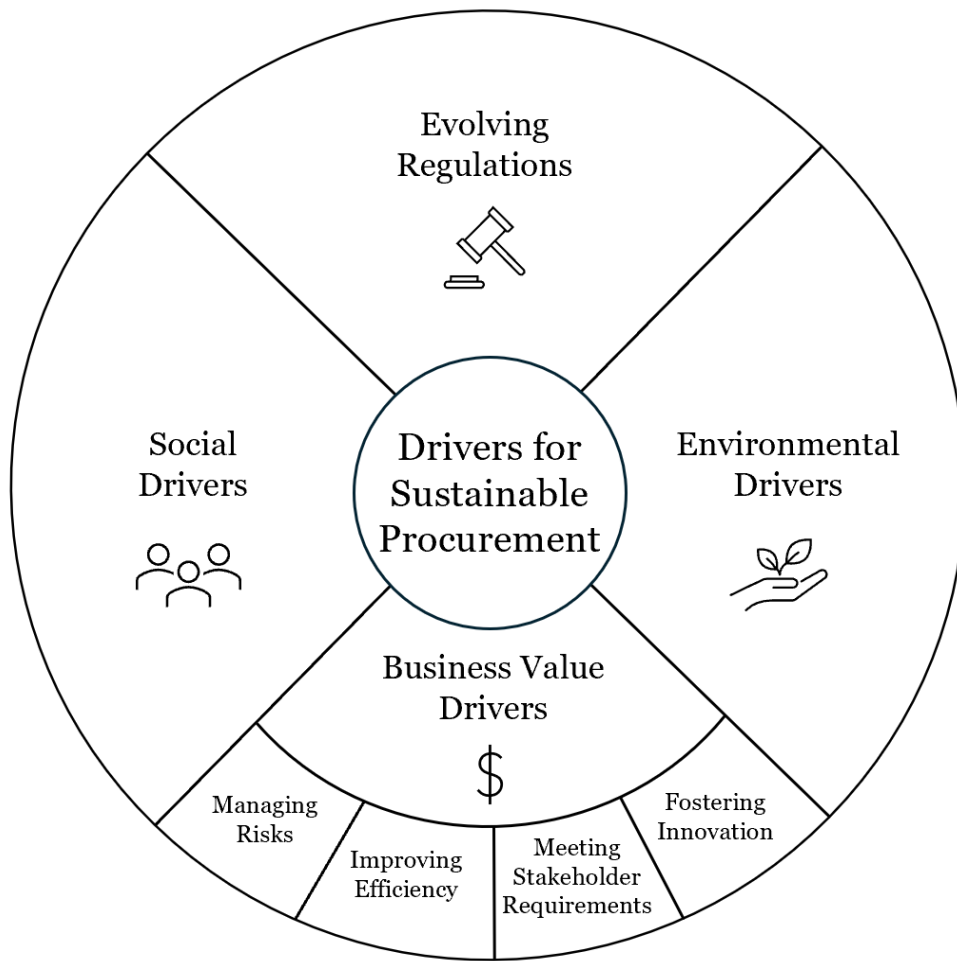 Evolving
Regulations
Social
Drivers
Drivers for
Sustainable
Procurement
Environmental
Drivers
Business Value
Drivers
$
Managing
Risks
Improving
Efficiency
Meeting
Stakeholder
Requirements
Fostering
Innovation